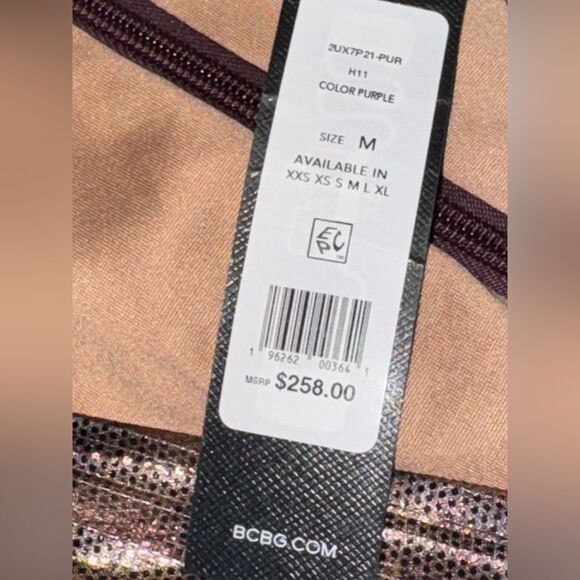 2UX7P21-PUR
H11
COLOR PURPLE
SIZE M
AVAILABLE IN
XXS XS S M L XL
EPC™
1 96262 00364 1
MSRP $258.00
BCBG.COM